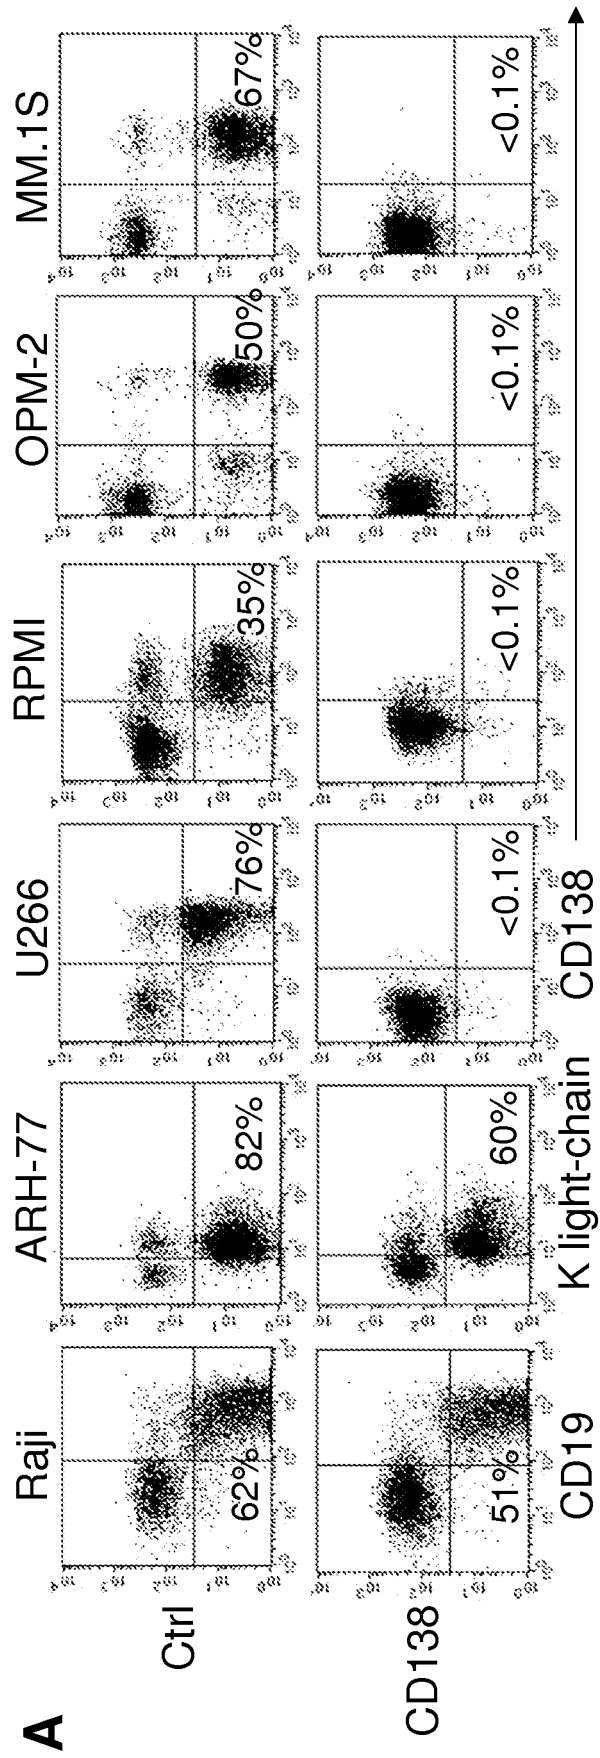 A
Raji ARH-77 U266 RPMI OPM-2 MM.1S
Ctrl
62% 82% 76% 35% 50% 67%
CD138
51% 60% <0.1% <0.1% <0.1% <0.1%
CD19 K light-chain CD138